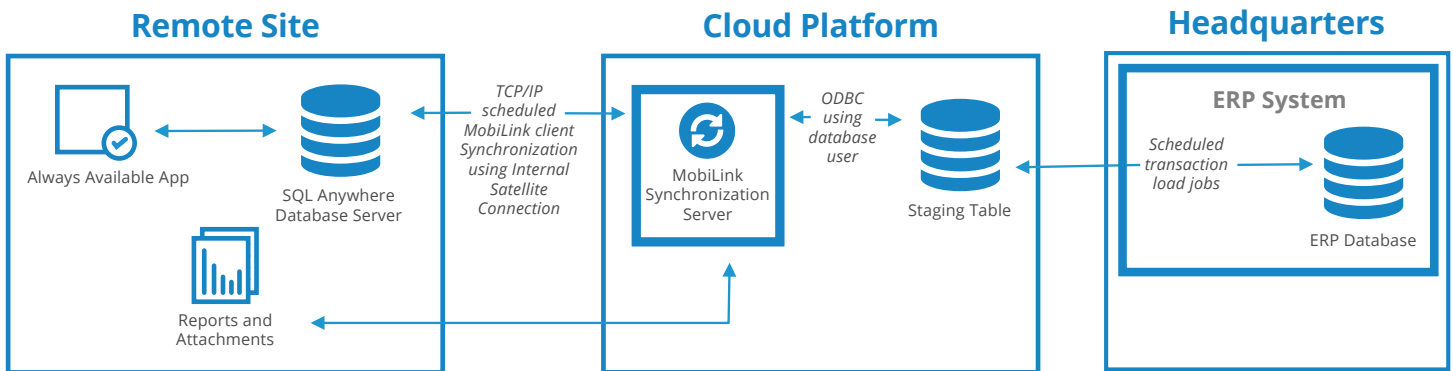 Remote Site
Cloud Platform
Headquarters
Always Available App
SQL Anywhere
Database Server
Reports and
Attachments
TCP/IP
scheduled
MobiLink client
Synchronization
using Internal
Satellite
Connection
MobiLink
Synchronization
Server
ODBC
using
database
user
Staging Table
ERP System
Scheduled
transaction
load jobs
ERP Database